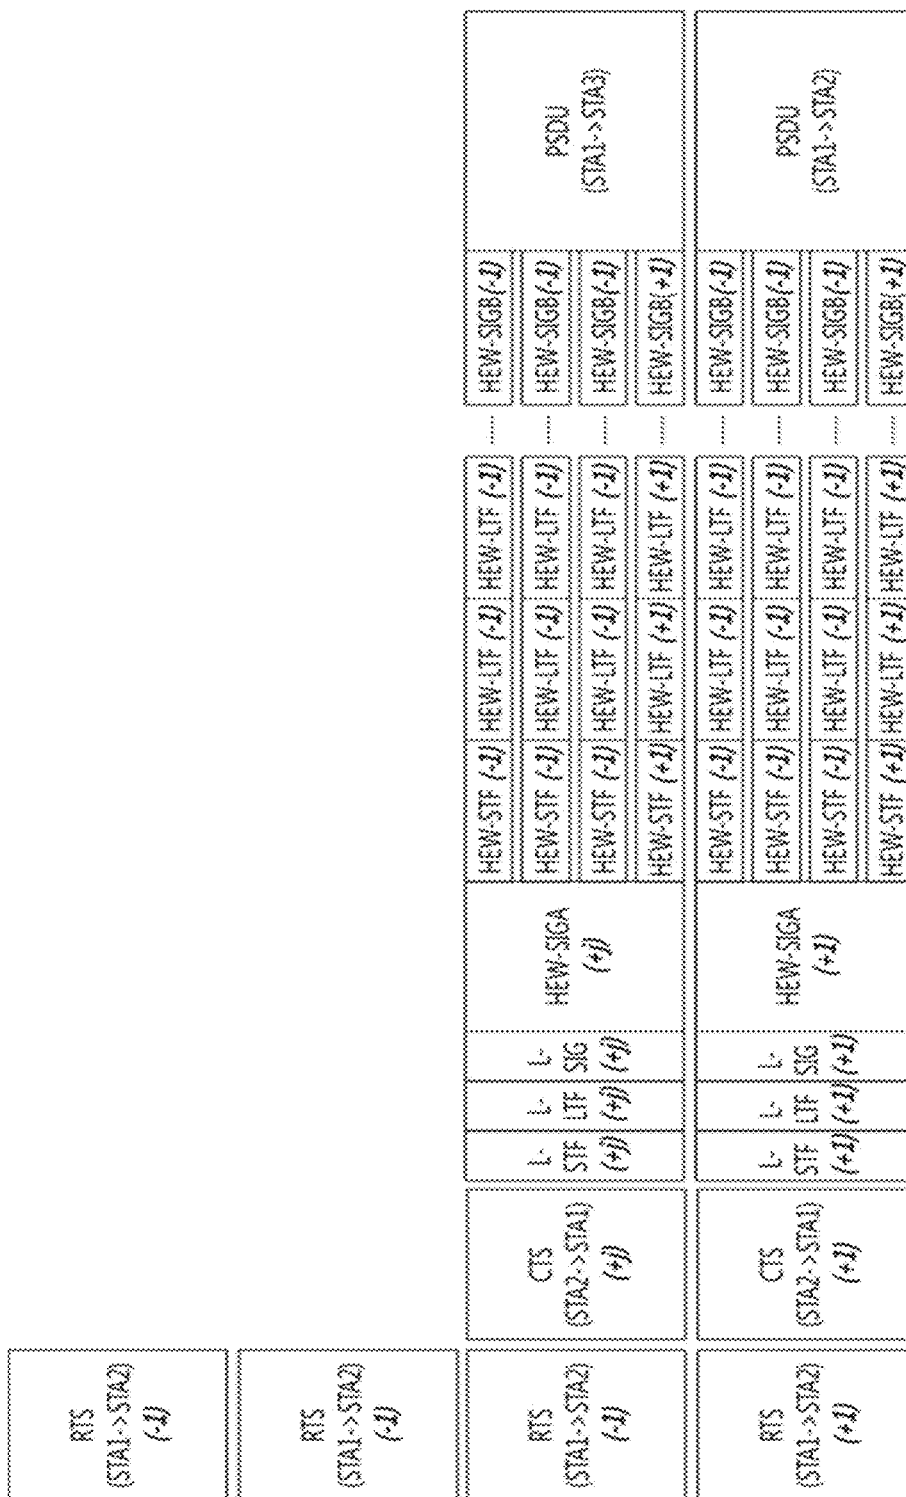 RTS
(STA1->STA2)
(-1)
RTS
(STA1->STA2)
(-1)
RTS
(STA1->STA2)
(-1)
CTS
(STA2->STA1)
(+j)
L-
STF
(+j)
L-
LTF
(+j)
L-
SIG
(+j)
HEW-SIGA
(+j)
HEW-STF (-1) HEW-LTF (-1) HEW-LTF (-1) ..... HEW-SIGB(-1)
HEW-STF (-1) HEW-LTF (-1) HEW-LTF (-1) ..... HEW-SIGB(-1)
HEW-STF (-1) HEW-LTF (-1) HEW-LTF (-1) ..... HEW-SIGB(-1)
HEW-STF (+1) HEW-LTF (+1) HEW-LTF (+1) ..... HEW-SIGB(+1)
PSDU
(STA1->STA3)
RTS
(STA1->STA2)
(+1)
CTS
(STA2->STA1)
(+1)
L-
STF
(+1)
L-
LTF
(+1)
L-
SIG
(+1)
HEW-SIGA
(+1)
HEW-STF (-1) HEW-LTF (-1) HEW-LTF (-1) ..... HEW-SIGB(-1)
HEW-STF (-1) HEW-LTF (-1) HEW-LTF (-1) ..... HEW-SIGB(-1)
HEW-STF (-1) HEW-LTF (-1) HEW-LTF (-1) ..... HEW-SIGB(-1)
HEW-STF (+1) HEW-LTF (+1) HEW-LTF (+1) ..... HEW-SIGB(+1)
PSDU
(STA1->STA2)